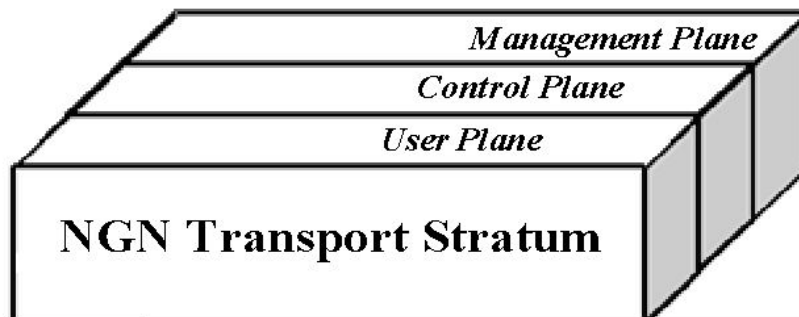 Management Plane
Control Plane
User Plane
NGN Transport Stratum